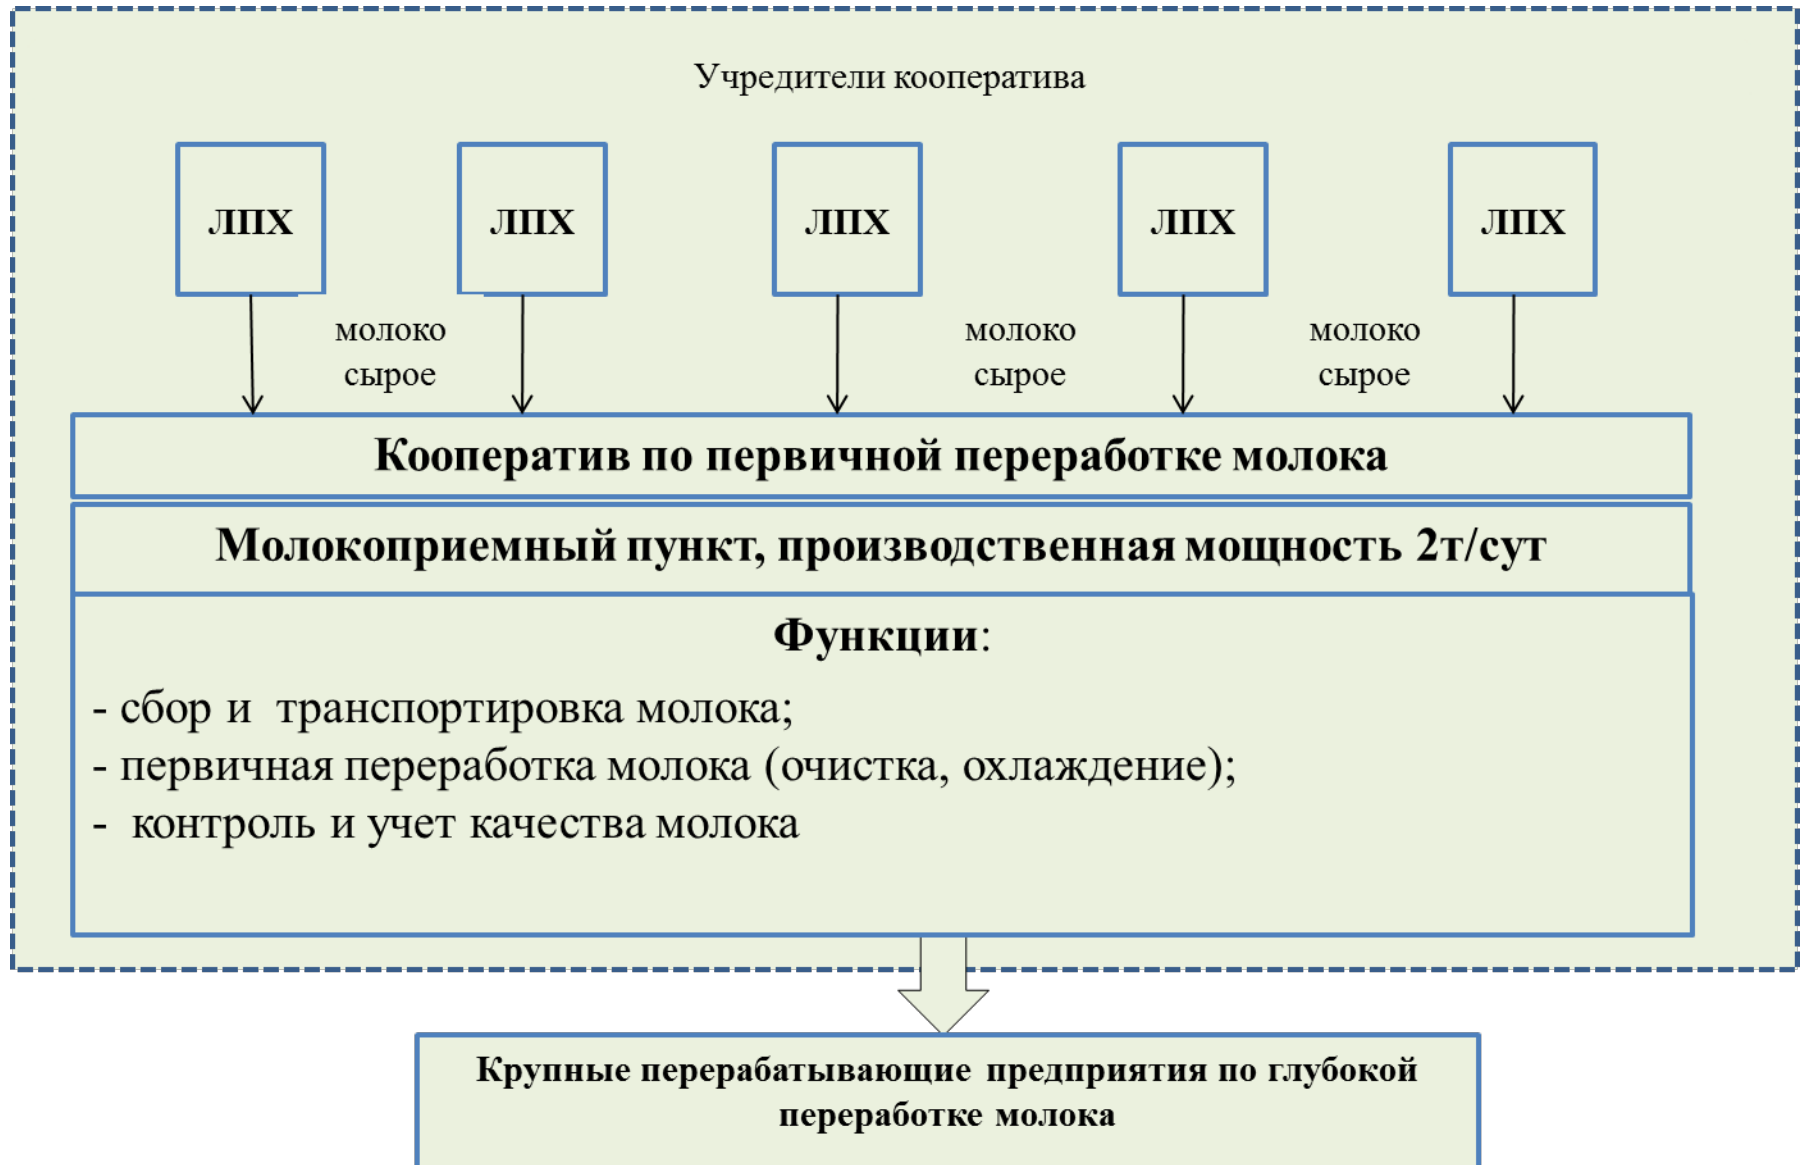 Учредители кооператива
ЛПХ ЛПХ ЛПХ ЛПХ ЛПХ
молоко молоко молоко
сырое сырое сырое
Кооператив по первичной переработке молока
Молокоприемный пункт, производственная мощность 2т/сут
Функции:
- сбор и транспортировка молока;
- первичная переработка молока (очистка, охлаждение);
- контроль и учет качества молока
Крупные перерабатывающие предприятия по глубокой
переработке молока